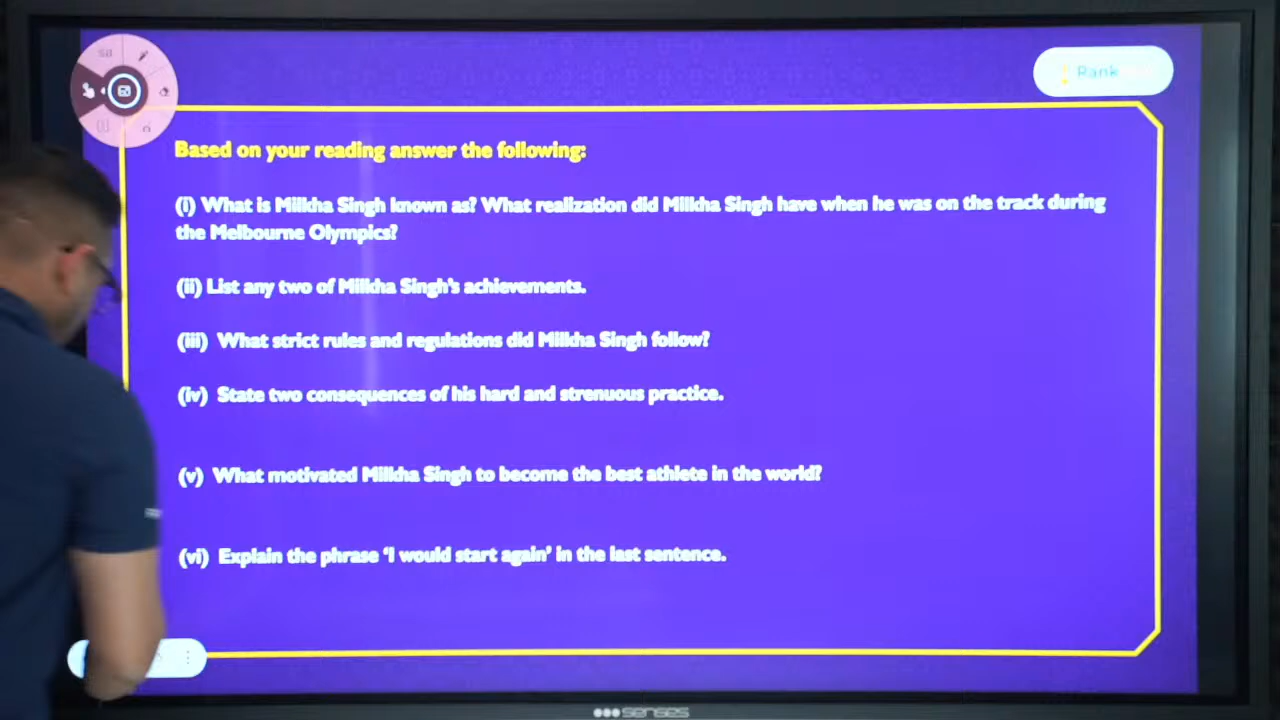 sa
Rank
Based on your reading answer the following:
(i) What is Milkha Singh known as? What realization did Milkha Singh have when he was on the track during
the Melbourne Olympics?
(ii) List any two of Milkha Singh's achievements.
(iii) What strict rules and regulations did Milkha Singh follow?
(iv) State two consequences of his hard and strenuous practice.
(v) What motivated Milkha Singh to become the best athlete in the world?
(vi) Explain the phrase 'I would start again' in the last sentence.
senses